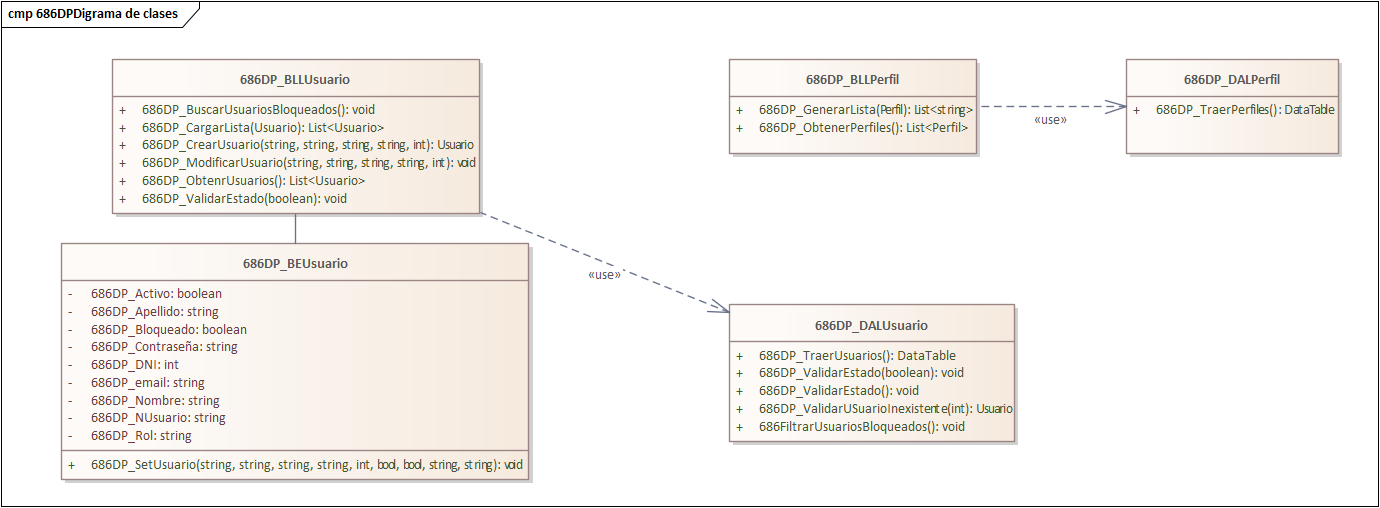 cmp 686DPDigrama de clases
686DP_BLLUsuario
+ 686DP_BuscarUsuariosBloqueados(): void
+ 686DP_CargarLista(Usuario): List<Usuario>
+ 686DP_CrearUsuario(string, string, string, string, int): Usuario
+ 686DP_ModificarUsuario(string, string, string, string, int): void
+ 686DP_ObtenrUsuarios(): List<Usuario>
+ 686DP_ValidarEstado(boolean): void
686DP_BLLPerfil
+ 686DP_GenerarLista(Perfil): List<string>
+ 686DP_ObtenerPerfiles(): List<Perfil>
«use»
686DP_DALPerfil
+ 686DP_TraerPerfiles(): DataTable
686DP_BEUsuario
- 686DP_Activo: boolean
- 686DP_Apellido: string
- 686DP_Bloqueado: boolean
- 686DP_Contraseña: string
- 686DP_DNI: int
- 686DP_email: string
- 686DP_Nombre: string
- 686DP_NUsuario: string
- 686DP_Rol: string
+ 686DP_SetUsuario(string, string, string, string, int, bool, bool, string, string): void
«use»
686DP_DALUsuario
+ 686DP_TraerUsuarios(): DataTable
+ 686DP_ValidarEstado(boolean): void
+ 686DP_ValidarEstado(): void
+ 686DP_ValidarUSuarioInexistente(int): Usuario
+ 686FiltrarUsuariosBloqueados(): void